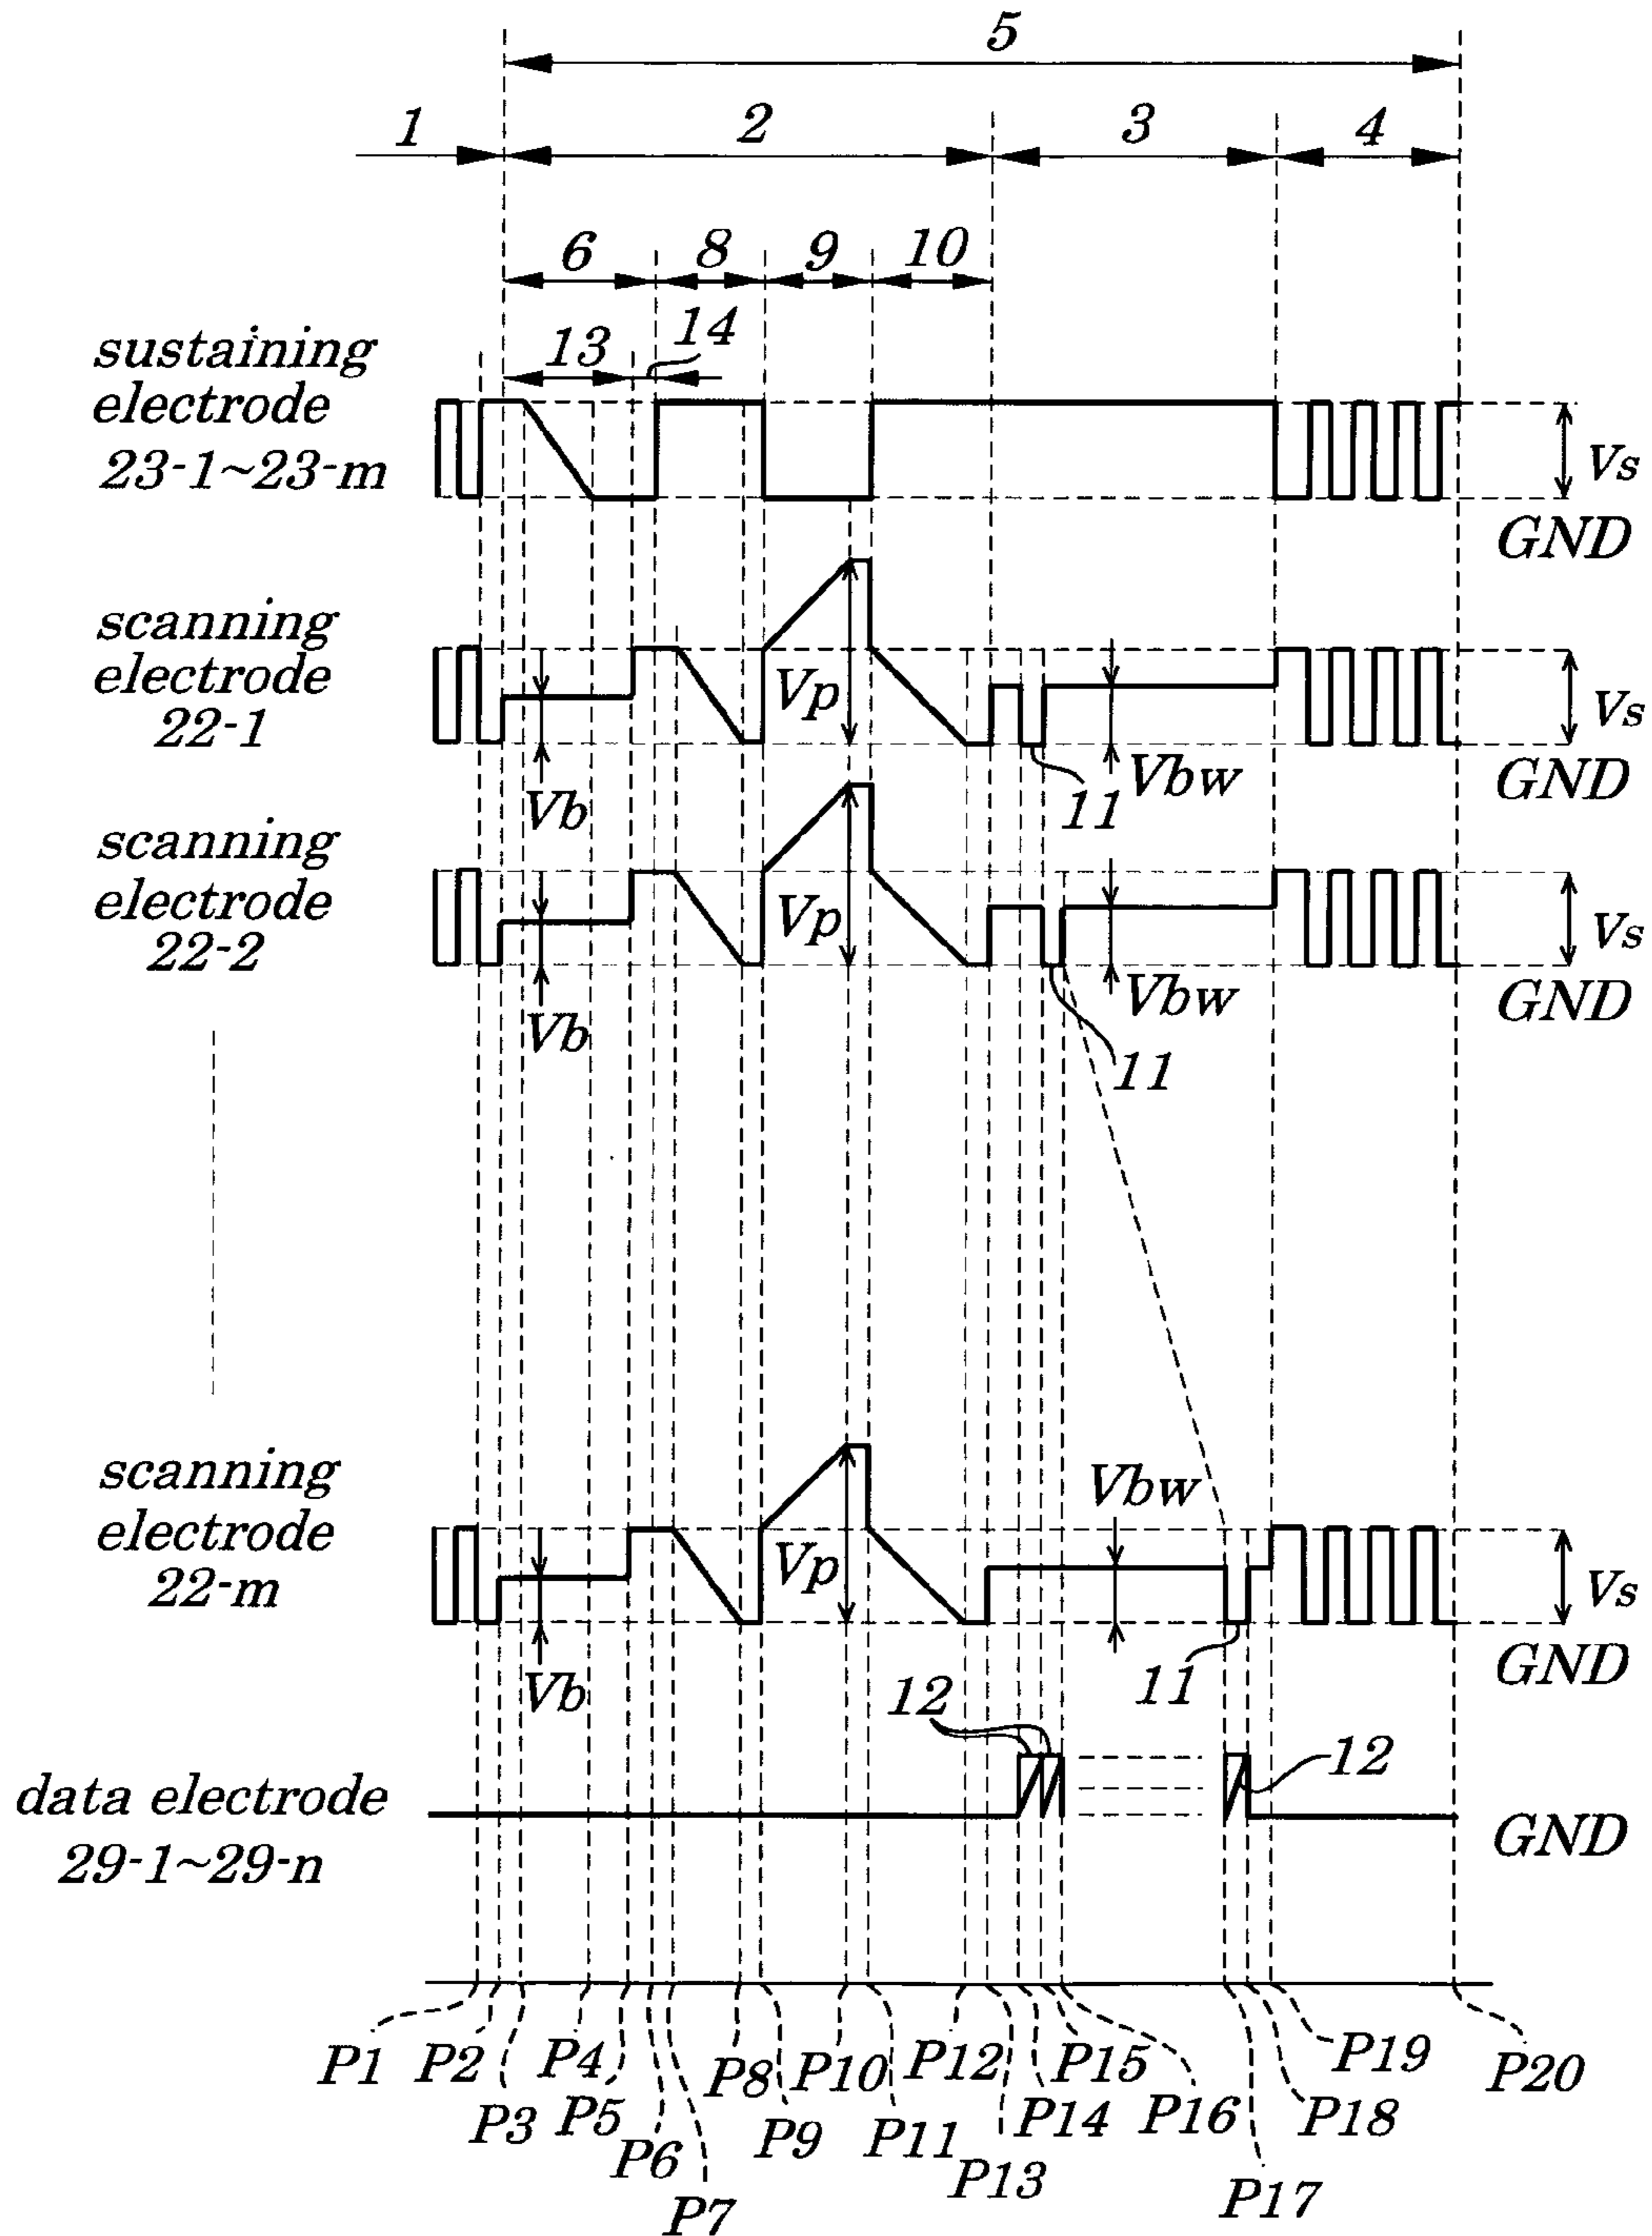 5
1 2 3 4
6 8 9 10
13 14
sustaining
electrode
23-1~23-m
Vs
GND
scanning
electrode
22-1
Vb
Vp
11
Vbw
Vs
GND
scanning
electrode
22-2
Vb
Vp
11
Vbw
Vs
GND
scanning
electrode
22-m
Vb
Vp
Vbw
11
Vs
GND
12
12
data electrode
29-1~29-n
GND
P1 P2 P3 P4 P5 P6 P7 P8 P9 P10 P11 P12 P13 P14 P15 P16 P17 P18 P19 P20